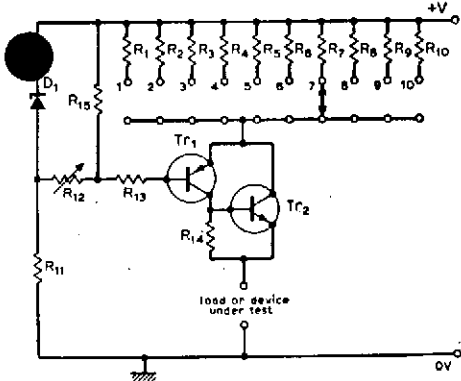 +V
R1 R2 R3 R4 R5 R6 R7 R8 R9 R10
1 2 3 4 5 6 7 8 9 10
D1
R15
Tr1
R12
R13
Tr2
R14
R11
load or device
under test
0V